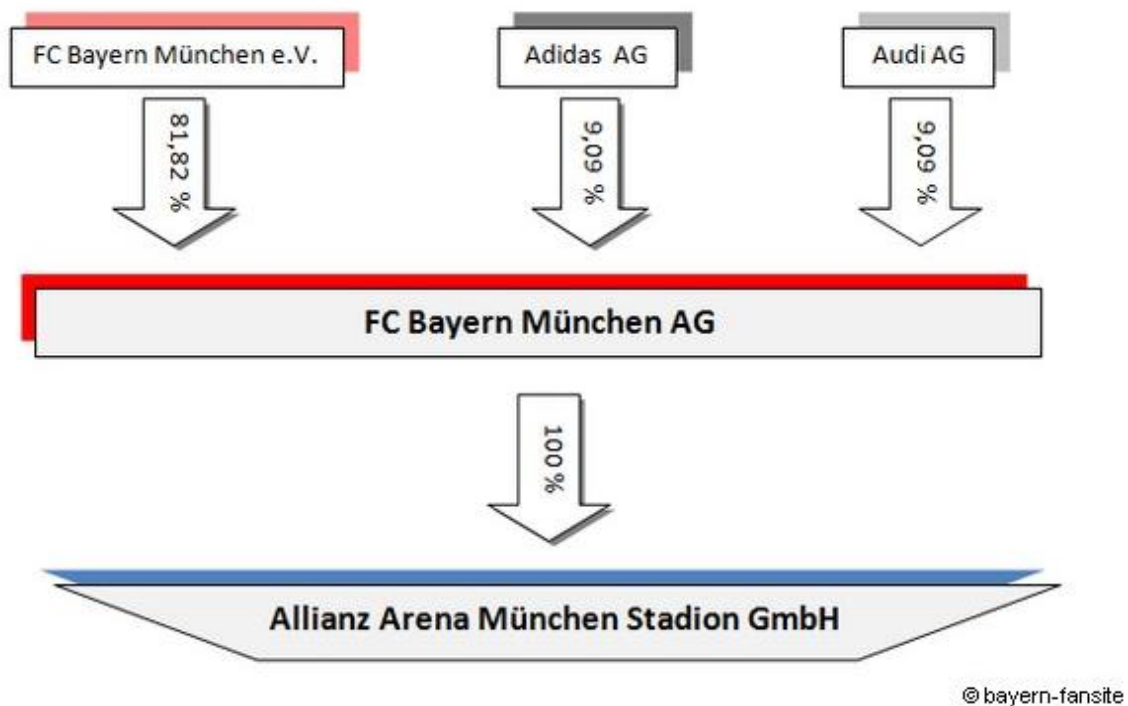 FC Bayern München e.V.
Adidas AG
Audi AG
81,82 %
9,09 %
9,09 %
FC Bayern München AG
100 %
Allianz Arena München Stadion GmbH
© bayern-fansite